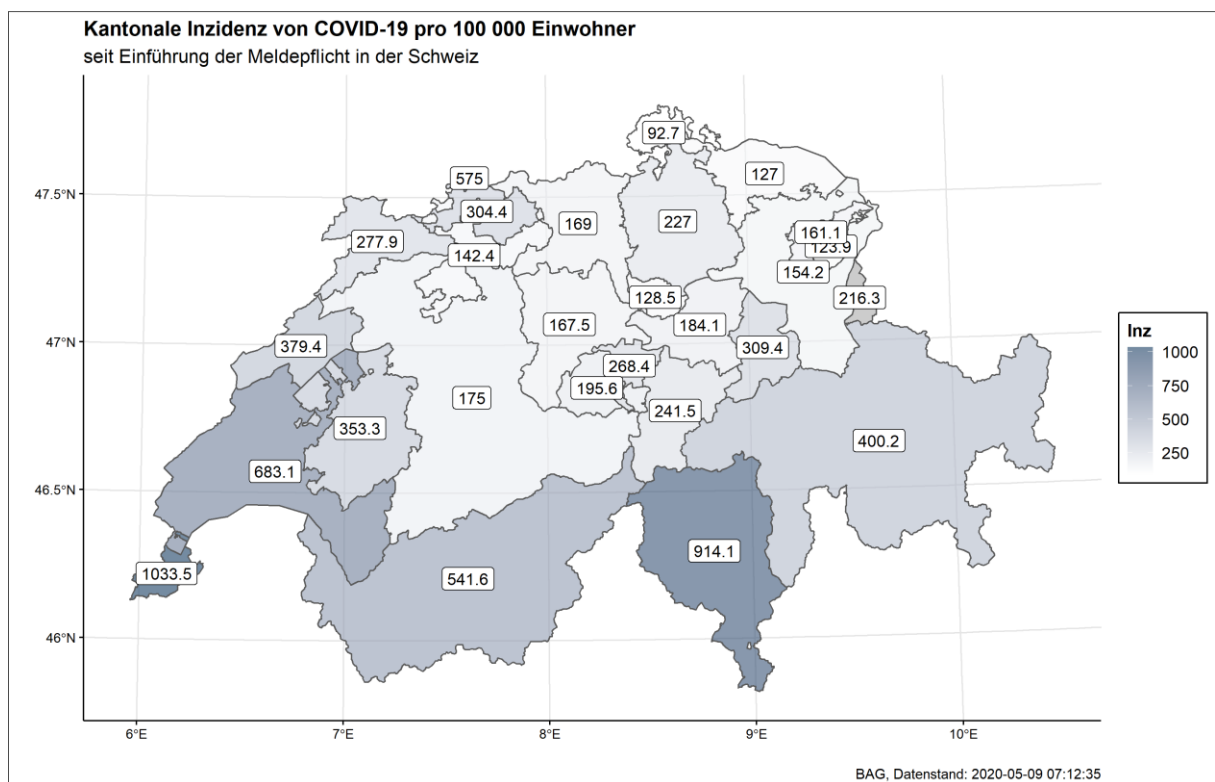 Kantonale Inzidenz von COVID-19 pro 100 000 Einwohner
seit Einführung der Meldepflicht in der Schweiz
92.7
127
575
304.4
169
227
161.1
123.9
277.9
142.4
154.2
128.5
216.3
167.5
184.1
379.4
309.4
268.4
195.6
175
241.5
353.3
400.2
683.1
914.1
1033.5
541.6
47.5°N
47°N
46.5°N
46°N
6°E
7°E
8°E
9°E
10°E
Inz
1000
750
500
250
BAG, Datenstand: 2020-05-09 07:12:35